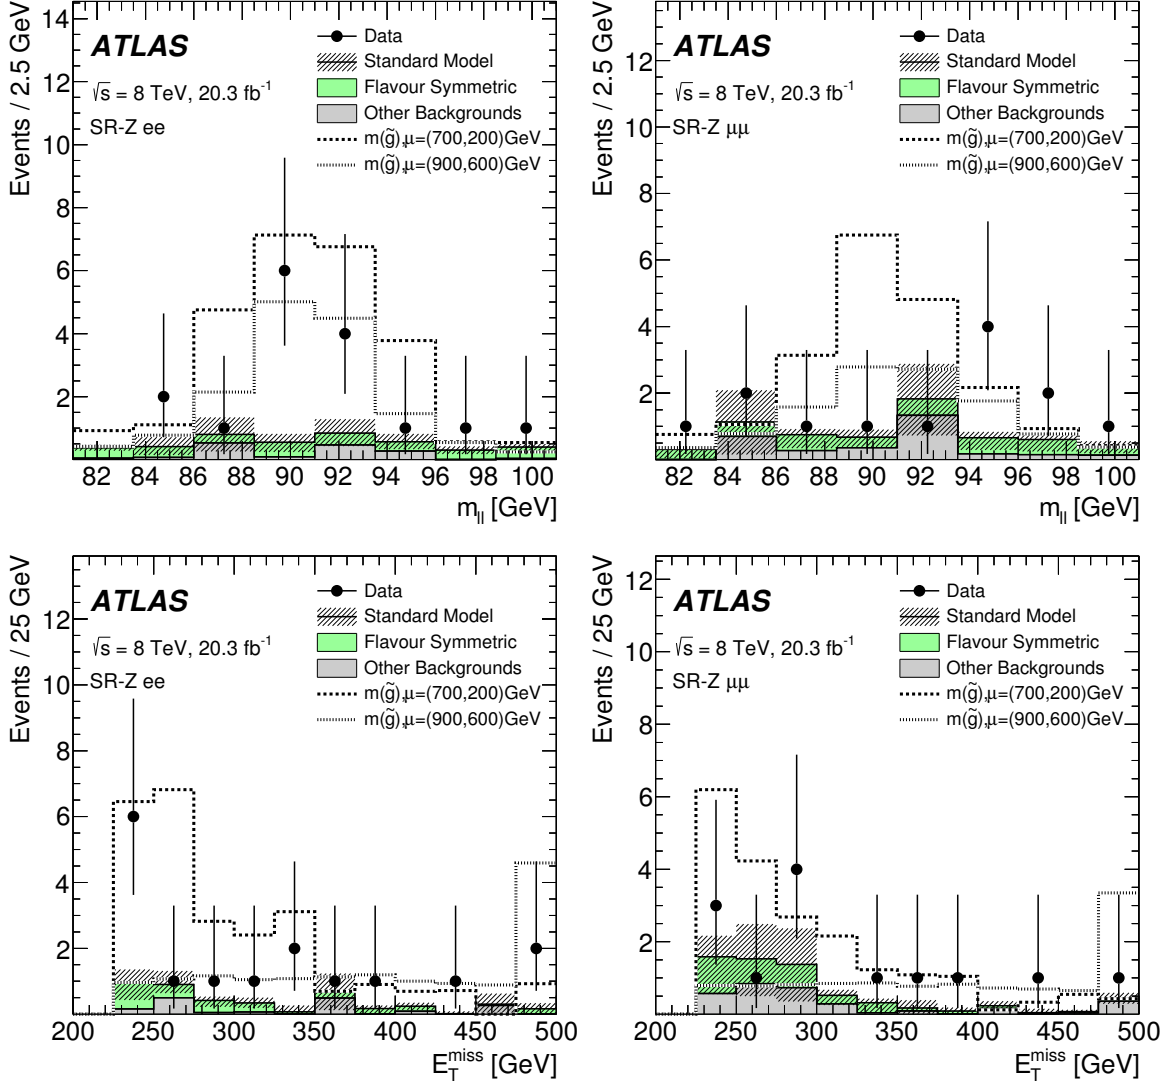 Events / 2.5 GeV
14
12
10
8
6
4
2
ATLAS
√s = 8 TeV, 20.3 fb⁻¹
SR-Z ee
Data
Standard Model
Flavour Symmetric
Other Backgrounds
m(g̃),μ=(700,200)GeV
m(g̃),μ=(900,600)GeV
82 84 86 88 90 92 94 96 98 100
m_ll [GeV]
Events / 2.5 GeV
12
10
8
6
4
2
ATLAS
√s = 8 TeV, 20.3 fb⁻¹
SR-Z μμ
Data
Standard Model
Flavour Symmetric
Other Backgrounds
m(g̃),μ=(700,200)GeV
m(g̃),μ=(900,600)GeV
82 84 86 88 90 92 94 96 98 100
m_ll [GeV]
Events / 25 GeV
12
10
8
6
4
2
ATLAS
√s = 8 TeV, 20.3 fb⁻¹
SR-Z ee
Data
Standard Model
Flavour Symmetric
Other Backgrounds
m(g̃),μ=(700,200)GeV
m(g̃),μ=(900,600)GeV
200 250 300 350 400 450 500
E_T^miss [GeV]
Events / 25 GeV
12
10
8
6
4
2
ATLAS
√s = 8 TeV, 20.3 fb⁻¹
SR-Z μμ
Data
Standard Model
Flavour Symmetric
Other Backgrounds
m(g̃),μ=(700,200)GeV
m(g̃),μ=(900,600)GeV
200 250 300 350 400 450 500
E_T^miss [GeV]